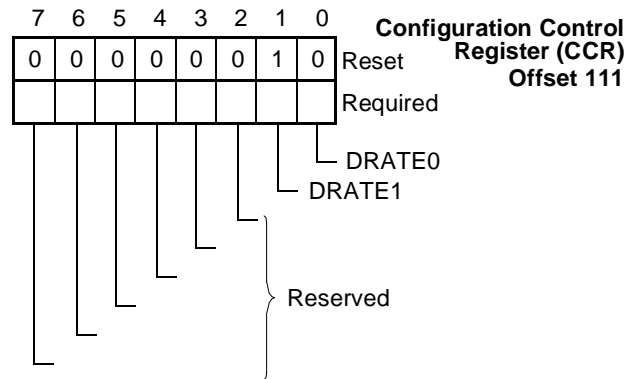 7 6 5 4 3 2 1 0
Configuration Control
Register (CCR)
Offset 111
0 0 0 0 0 0 1 0 Reset
Required
DRATE0
DRATE1
Reserved